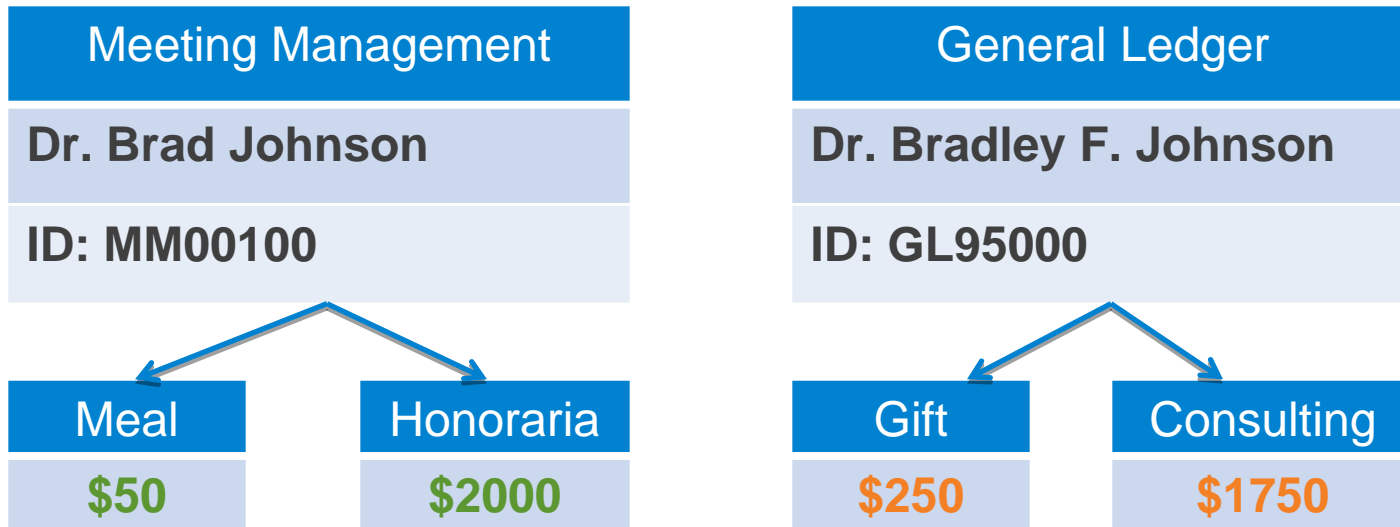 Meeting Management
Dr. Brad Johnson
ID: MM00100
Meal
$50
Honoraria
$2000
General Ledger
Dr. Bradley F. Johnson
ID: GL95000
Gift
$250
Consulting
$1750